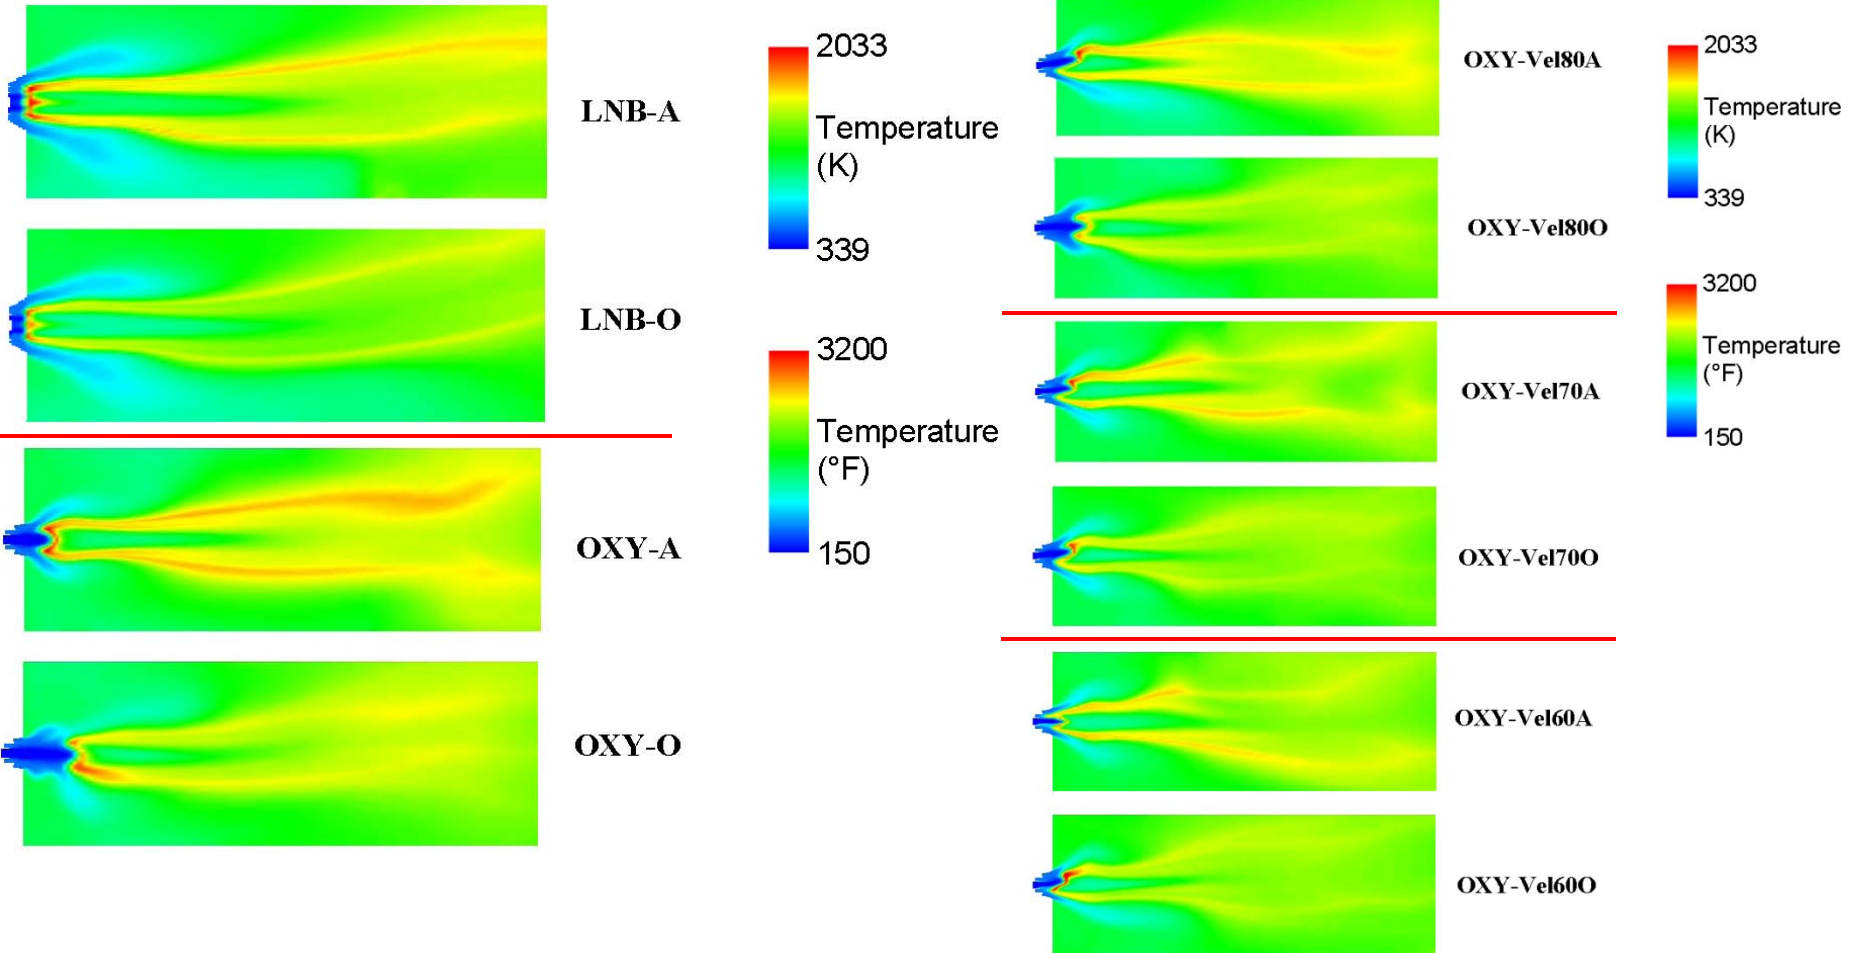 LNB-A
LNB-O
OXY-A
OXY-O
2033
Temperature
(K)
339
3200
Temperature
(°F)
150
OXY-Vel80A
OXY-Vel80O
OXY-Vel70A
OXY-Vel70O
OXY-Vel60A
OXY-Vel60O
2033
Temperature
(K)
339
3200
Temperature
(°F)
150